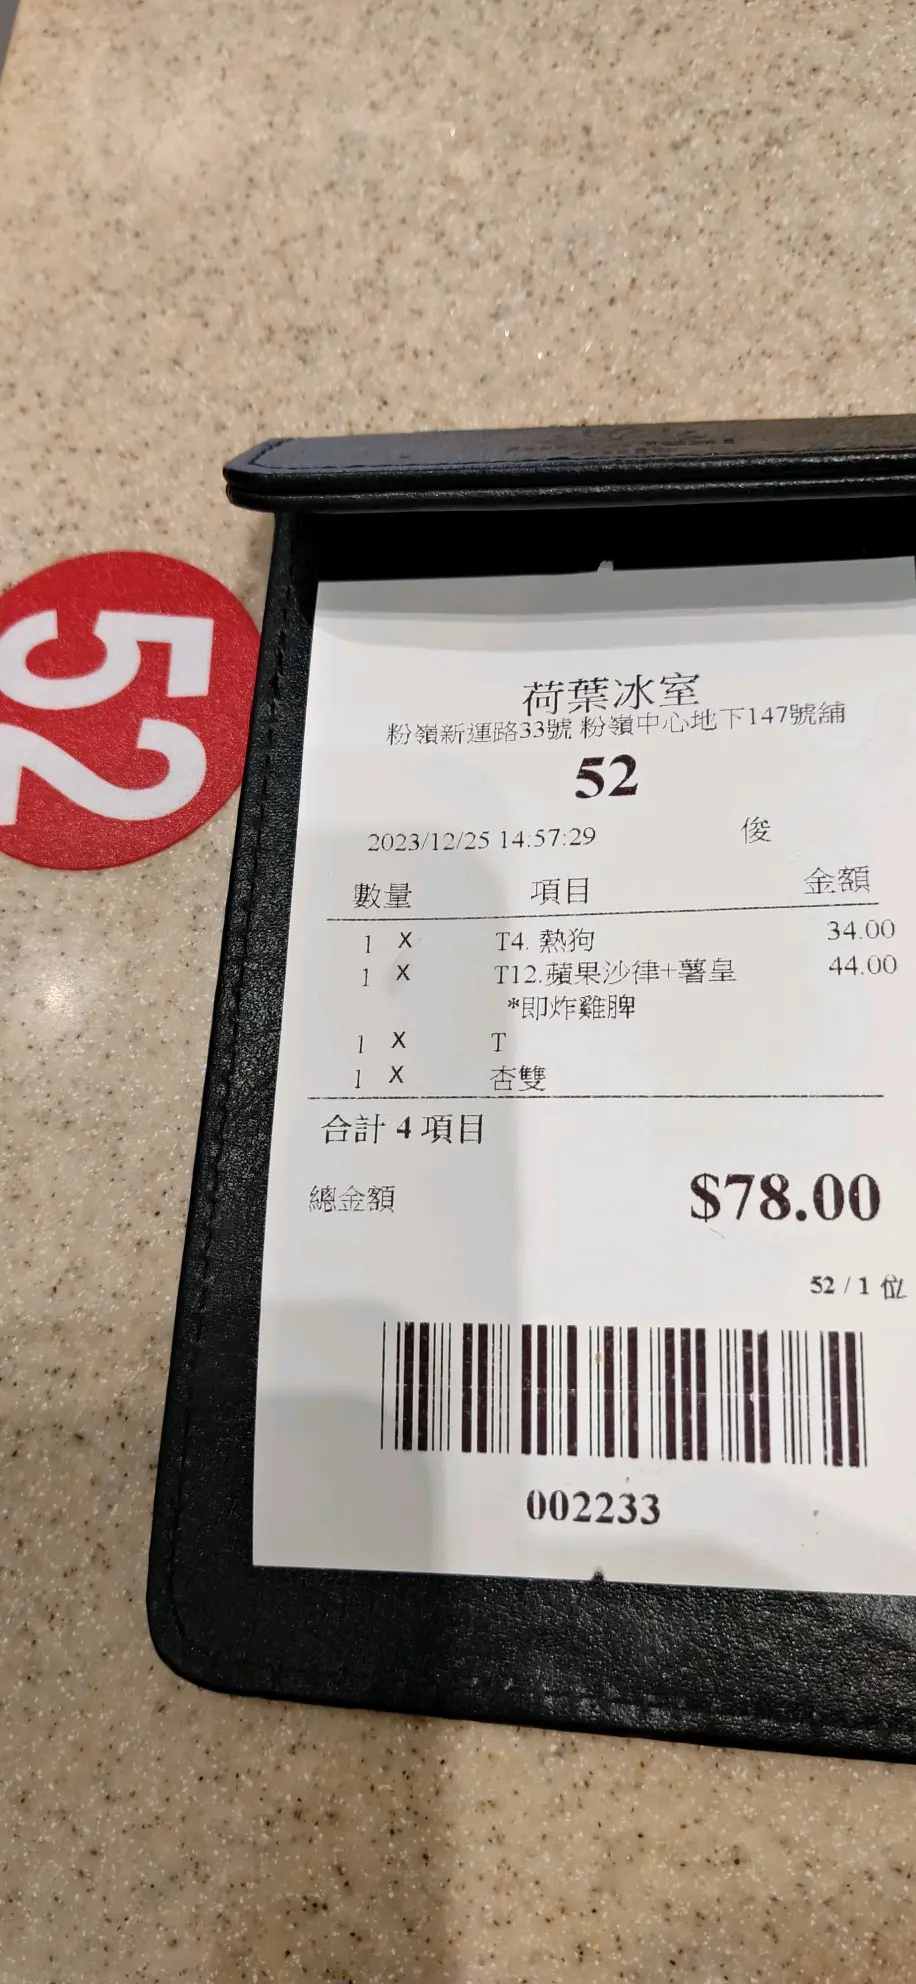 52
荷葉冰室
粉嶺新運路33號 粉嶺中心地下147號舖
52
2023/12/25 14:57:29 俊
數量 項目 金額
1 X T4. 熱狗 34.00
1 X T12.蘋果沙律+薯皇 44.00
*即炸雞脾
1 X T
1 X 杏雙
合計 4 項目
總金額 $78.00
52 / 1 位
002233